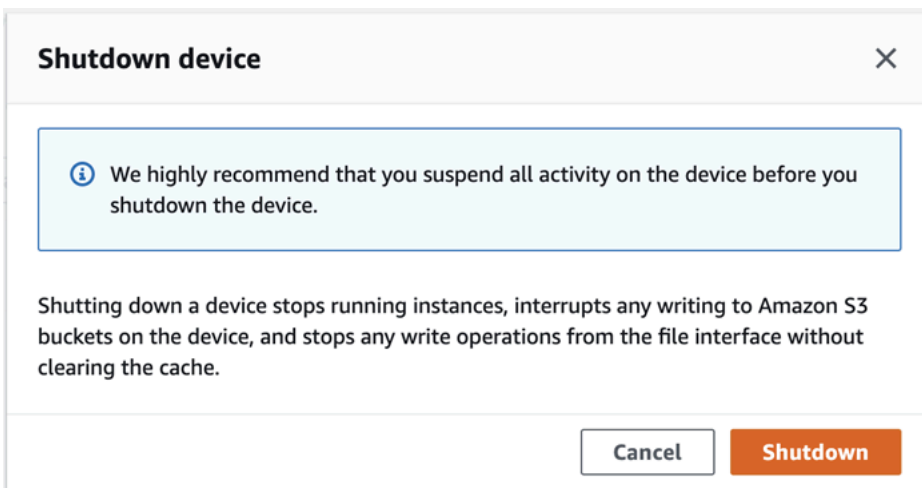 Shutdown device
We highly recommend that you suspend all activity on the device before you
shutdown the device.
Shutting down a device stops running instances, interrupts any writing to Amazon S3
buckets on the device, and stops any write operations from the file interface without
clearing the cache.
Cancel
Shutdown